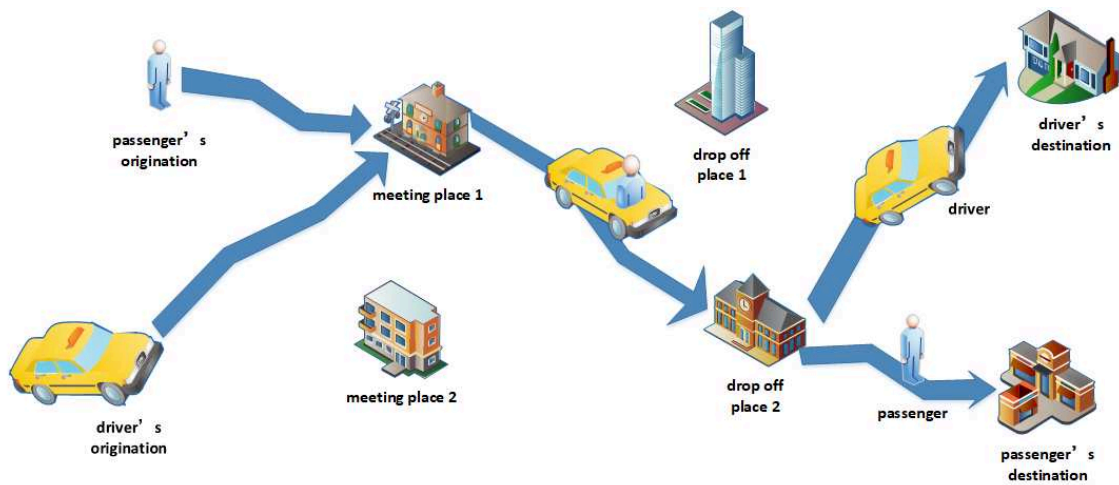 passenger's
origination
meeting place 1
drop off
place 1
driver's
destination
driver
meeting place 2
drop off
place 2
passenger
driver's
origination
passenger's
destination